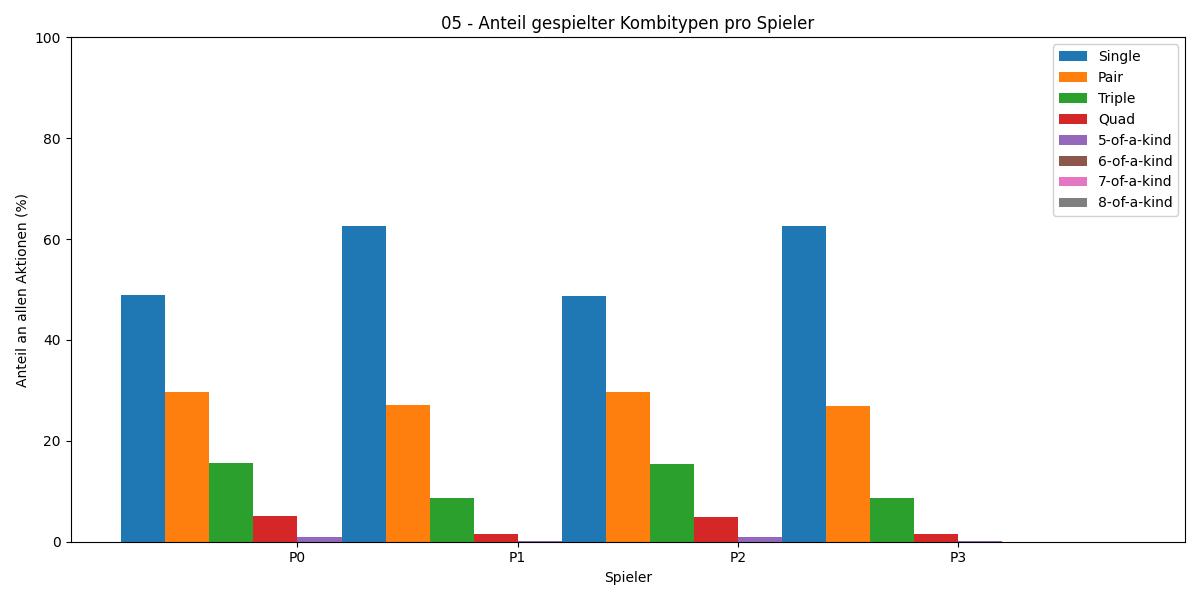 05 - Anteil gespielter Kombitypen pro Spieler
100
80
60
40
20
0
Anteil an allen Aktionen (%)
Single
Pair
Triple
Quad
5-of-a-kind
6-of-a-kind
7-of-a-kind
8-of-a-kind
P0
P1
P2
P3
Spieler